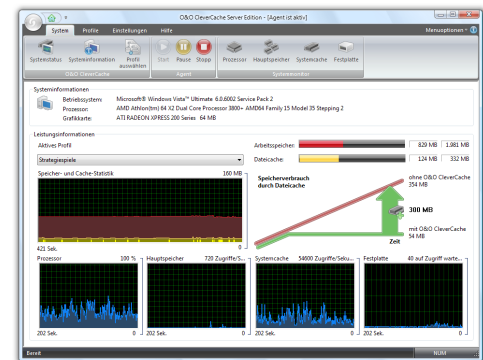 O&O CleverCache Server Edition - [Agent ist aktiv]
System Profile Einstellungen Hilfe Menuoptionen
Systemstatus Systeminformation Profil auswählen Start Pause Stopp Prozessor Hauptspeicher Systemcache Festplatte
O&O CleverCache Agent Systemmonitor
Systeminformationen
Betriebssystem: Microsoft® Windows Vista™ Ultimate 6.0.6002 Service Pack 2
Prozessor: AMD Athlon(tm) 64 X2 Dual Core Processor 3800+ AMD64 Family 15 Model 35 Stepping 2
Grafikkarte: ATI RADEON XPRESS 200 Series 64 MB
Leistungsinformationen
Aktives Profil
Strategiespiele
Arbeitsspeicher: 829 MB 1.981 MB
Dateicache: 124 MB 332 MB
Speicher- und Cache-Statistik 160 MB
421 Sek. 0
Speicherverbrauch
durch Dateicache
ohne O&O CleverCache
354 MB
300 MB
mit O&O CleverCache
54 MB
Zeit
Prozessor 100 %
202 Sek. 0
Hauptspeicher 720 Zugriffe/S...
202 Sek. 0
Systemcache 54600 Zugriffe/Seku...
202 Sek. 0
Festplatte 40 auf Zugriff warte...
202 Sek. 0
Bereit NUM